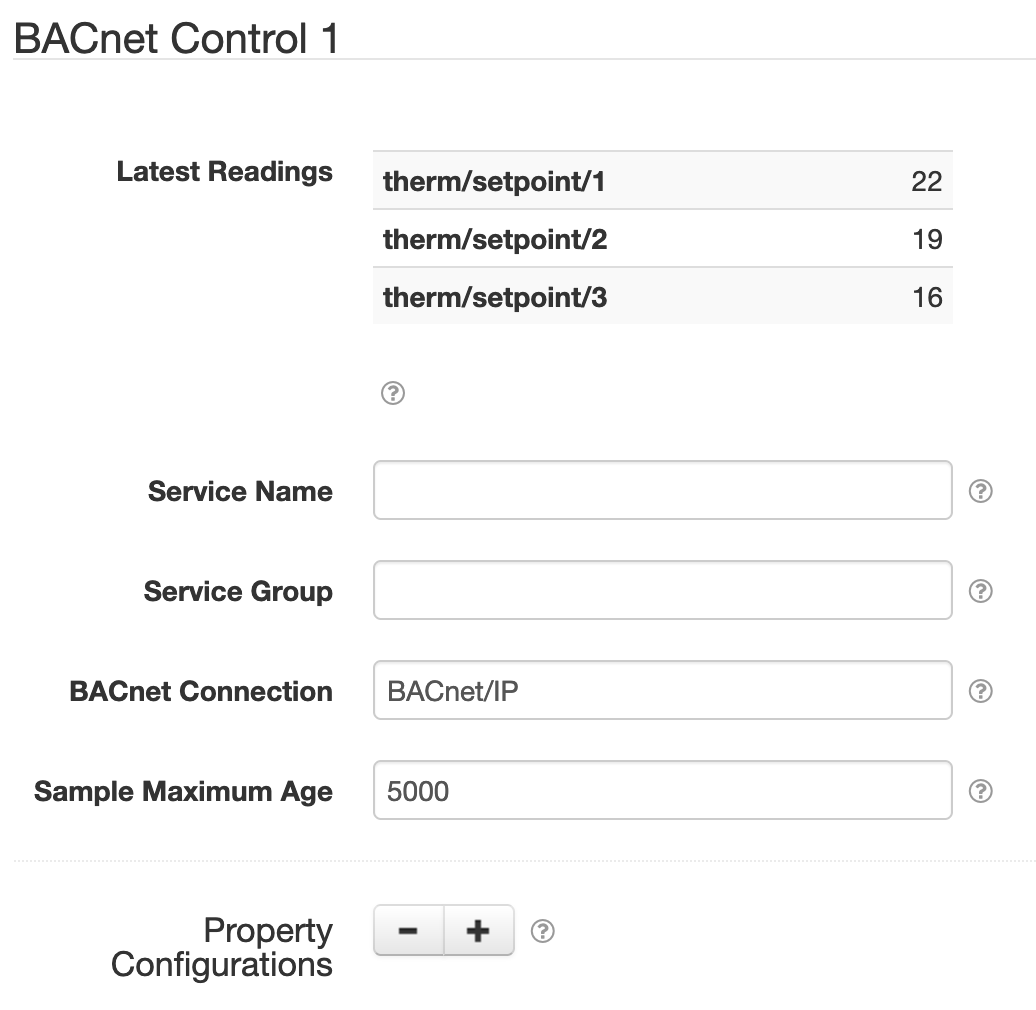 BACnet Control 1
Latest Readings
therm/setpoint/1 22
therm/setpoint/2 19
therm/setpoint/3 16
?
Service Name ?
Service Group ?
BACnet Connection BACnet/IP ?
Sample Maximum Age 5000 ?
Property
Configurations - + ?